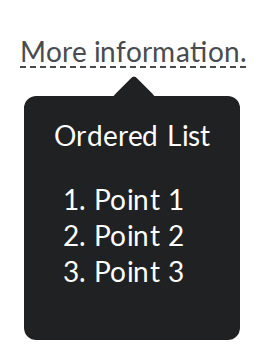 More information.
Ordered List
1. Point 1
2. Point 2
3. Point 3